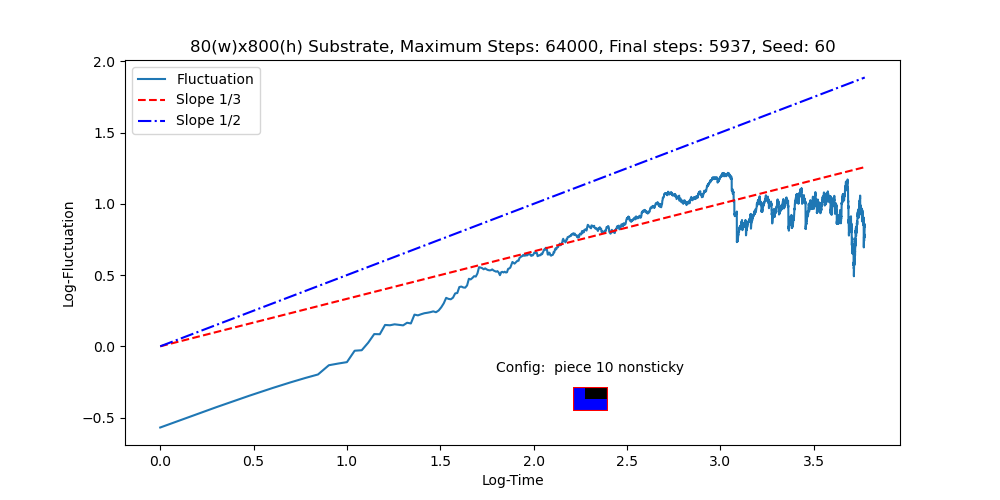 80(w)x800(h) Substrate, Maximum Steps: 64000, Final steps: 5937, Seed: 60
2.0
1.5
1.0
0.5
0.0
−0.5
Log-Fluctuation
Fluctuation
Slope 1/3
Slope 1/2
Config:  piece 10 nonsticky
0.0 0.5 1.0 1.5 2.0 2.5 3.0 3.5
Log-Time